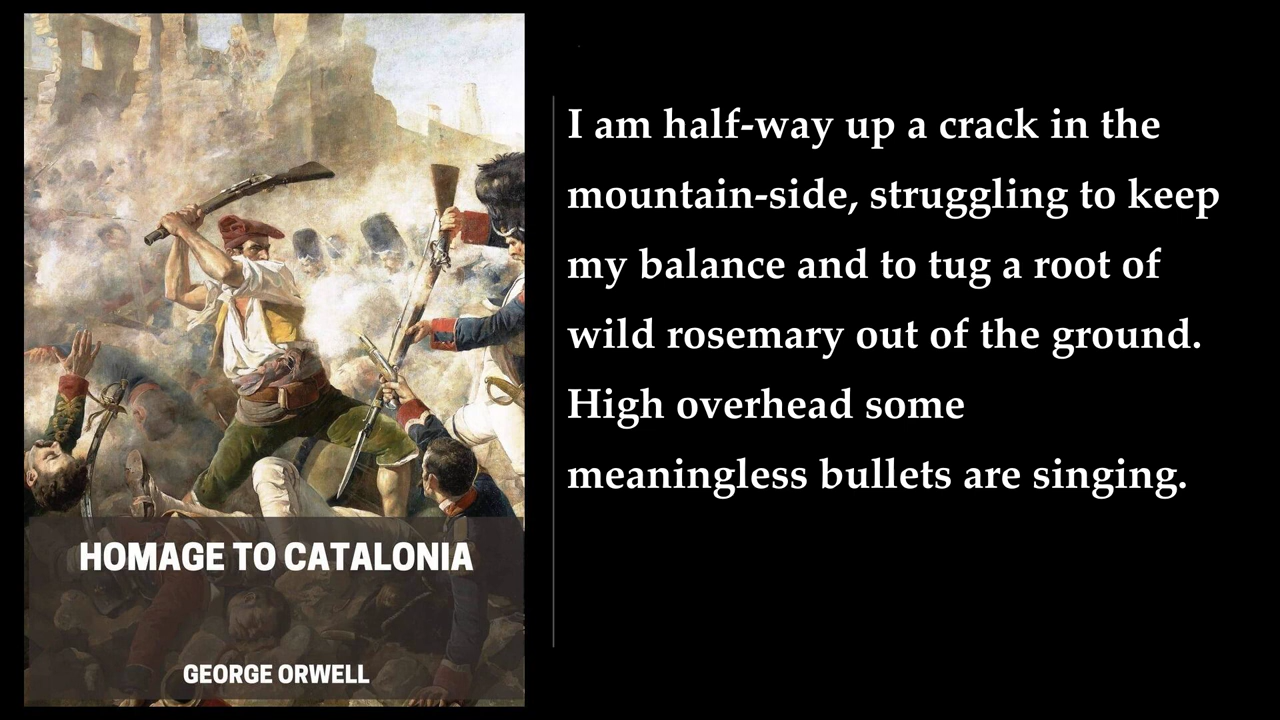 HOMAGE TO CATALONIA
GEORGE ORWELL
I am half-way up a crack in the
mountain-side, struggling to keep
my balance and to tug a root of
wild rosemary out of the ground.
High overhead some
meaningless bullets are singing.